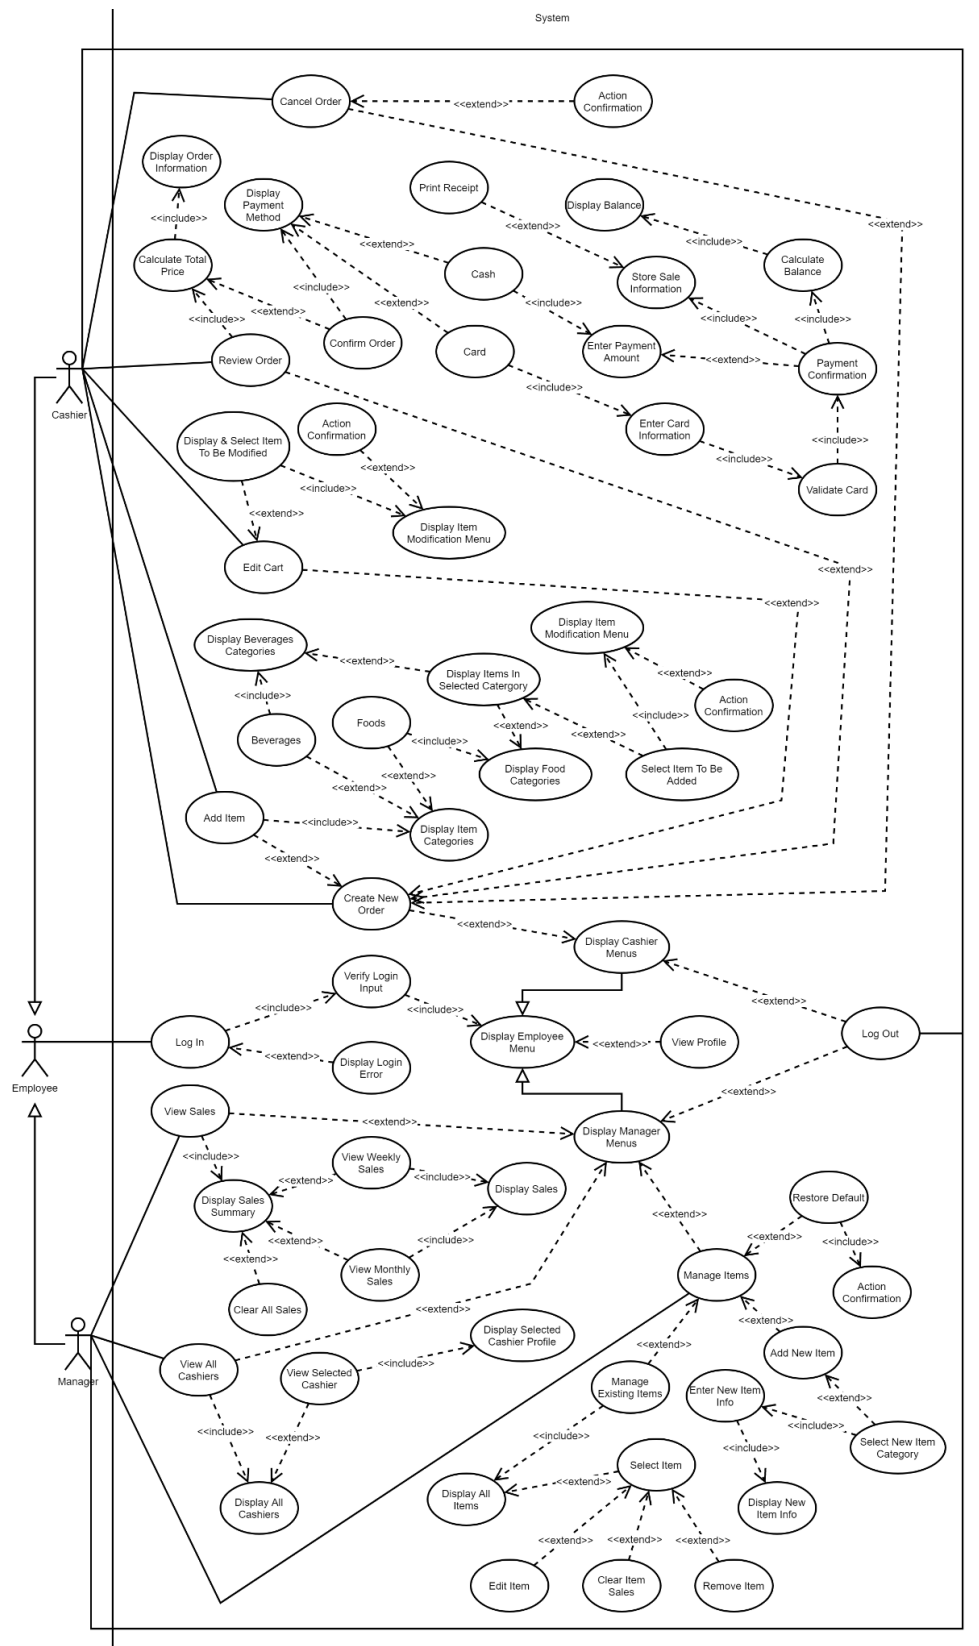 System
Cancel Order
<<extend>>
Action
Confirmation
Display Order
Information
Display
Payment
Method
Print Receipt
Display Balance
<<extend>>
<<include>>
<<extend>>
<<include>>
<<extend>>
Calculate Total
Price
Cash
Store Sale
Information
Calculate
Balance
<<include>>
<<extend>>
<<include>>
<<include>>
<<extend>>
<<include>>
<<include>>
Review Order
Confirm Order
Card
Enter Payment
Amount
<<extend>>
Payment
Confirmation
<<include>>
Cashier
Display & Select Item
To Be Modified
Action
Confirmation
Enter Card
Information
<<include>>
<<extend>>
<<include>>
<<include>>
Validate Card
<<extend>>
Display Item
Modification Menu
Edit Cart
<<extend>>
<<extend>>
Display Beverages
Categories
Display Item
Modification Menu
<<extend>>
Display Items In
Selected Catergory
<<extend>>
<<include>>
Foods
Action
Confirmation
<<include>>
<<extend>>
<<extend>>
Beverages
<<include>>
<<extend>>
<<extend>>
Display Food
Categories
Select Item To Be
Added
Add Item
<<include>>
Display Item
Categories
<<extend>>
Create New
Order
<<extend>>
Display Cashier
Menus
Verify Login
Input
<<include>>
<<include>>
<<extend>>
Log In
Display Employee
Menu
<<extend>>
View Profile
Log Out
<<extend>>
Display Login
Error
Employee
<<extend>>
View Sales
<<extend>>
Display Manager
Menus
<<include>>
View Weekly
Sales
<<extend>>
<<include>>
Display Sales
Display Sales
Summary
Restore Default
<<extend>>
<<extend>>
<<include>>
<<extend>>
<<include>>
<<extend>>
View Monthly
Sales
Manage Items
Action
Confirmation
Clear All Sales
<<extend>>
<<extend>>
Display Selected
Cashier Profile
<<extend>>
Add New Item
Manager
View All
Cashiers
View Selected
Cashier
<<include>>
Manage
Existing Items
Enter New Item
Info
<<extend>>
<<include>>
<<extend>>
<<include>>
<<include>>
<<include>>
Select New Item
Category
Select Item
<<extend>>
Display All
Cashiers
Display All
Items
Display New
Item Info
<<extend>>
<<extend>>
<<extend>>
Edit Item
Clear Item
Sales
Remove Item